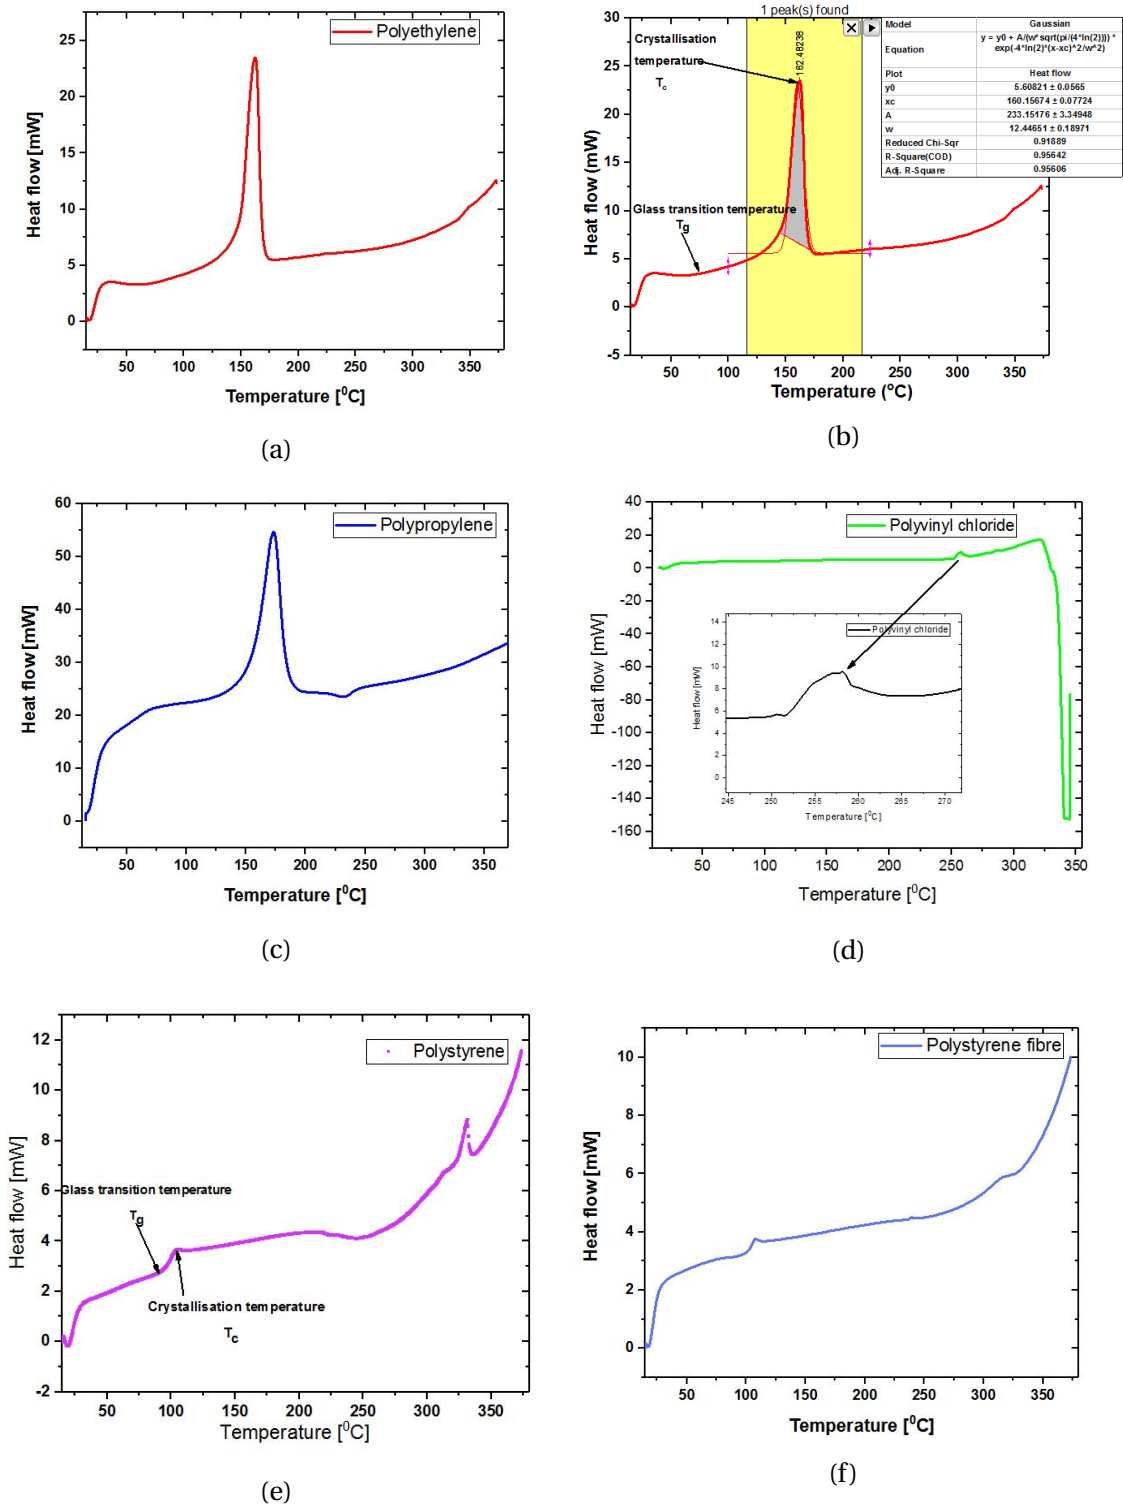 Polyethylene
25
20
15
10
5
0
50 100 150 200 250 300 350
Heat flow [mW]
Temperature [⁰C]
(a)
1 peak(s) found
Crystallisation
temperature
T_c
162.48238
Glass transition temperature
Tg
30
25
20
15
10
5
0
-5
50 100 150 200 250 300 350
Heat flow (mW)
Temperature (°C)
Model Gaussian
Equation y = y0 + A/(w*sqrt(pi/(4*ln(2)))) *
exp(-4*ln(2)*(x-xc)^2/w^2)
Plot Heat flow
y0 5.60821 ± 0.0565
xc 160.15674 ± 0.07724
A 233.15176 ± 3.34948
w 12.44651 ± 0.18971
Reduced Chi-Sqr 0.91889
R-Square(COD) 0.95642
Adj. R-Square 0.95606
(b)
Polypropylene
60
50
40
30
20
10
0
50 100 150 200 250 300 350
Heat flow [mW]
Temperature [⁰C]
(c)
Polyvinyl chloride
40
20
0
-20
-40
-60
-80
-100
-120
-140
-160
50 100 150 200 250 300 350
Heat flow [mW]
Temperature [⁰C]
Polyvinyl chloride
14
12
10
8
6
4
2
0
245 250 255 260 265 270
Heat flow [mW]
Temperature [⁰C]
(d)
Polystyrene
12
10
8
6
4
2
0
-2
50 100 150 200 250 300 350
Glass transition temperature
Tg
Crystallisation temperature
Tc
Heat flow [mW]
Temperature [⁰C]
(e)
Polystyrene fibre
10
8
6
4
2
0
50 100 150 200 250 300 350
Heat flow [mW]
Temperature [⁰C]
(f)